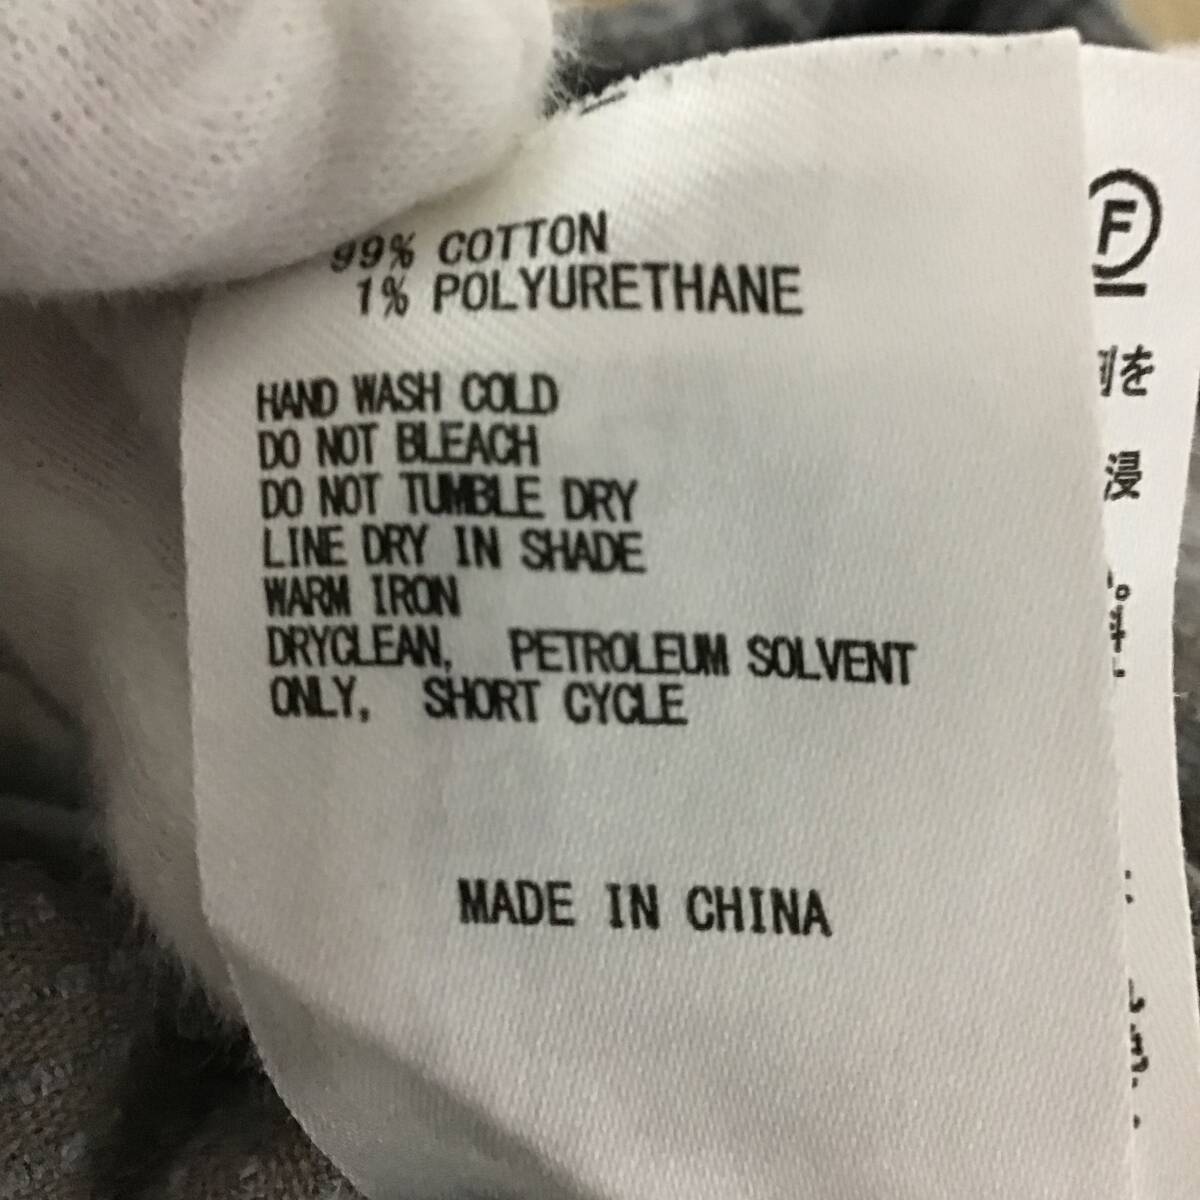 99% COTTON
1% POLYURETHANE
HAND WASH COLD
DO NOT BLEACH
DO NOT TUMBLE DRY
LINE DRY IN SHADE
WARM IRON
DRYCLEAN, PETROLEUM SOLVENT
ONLY, SHORT CYCLE
MADE IN CHINA
F
を
浸